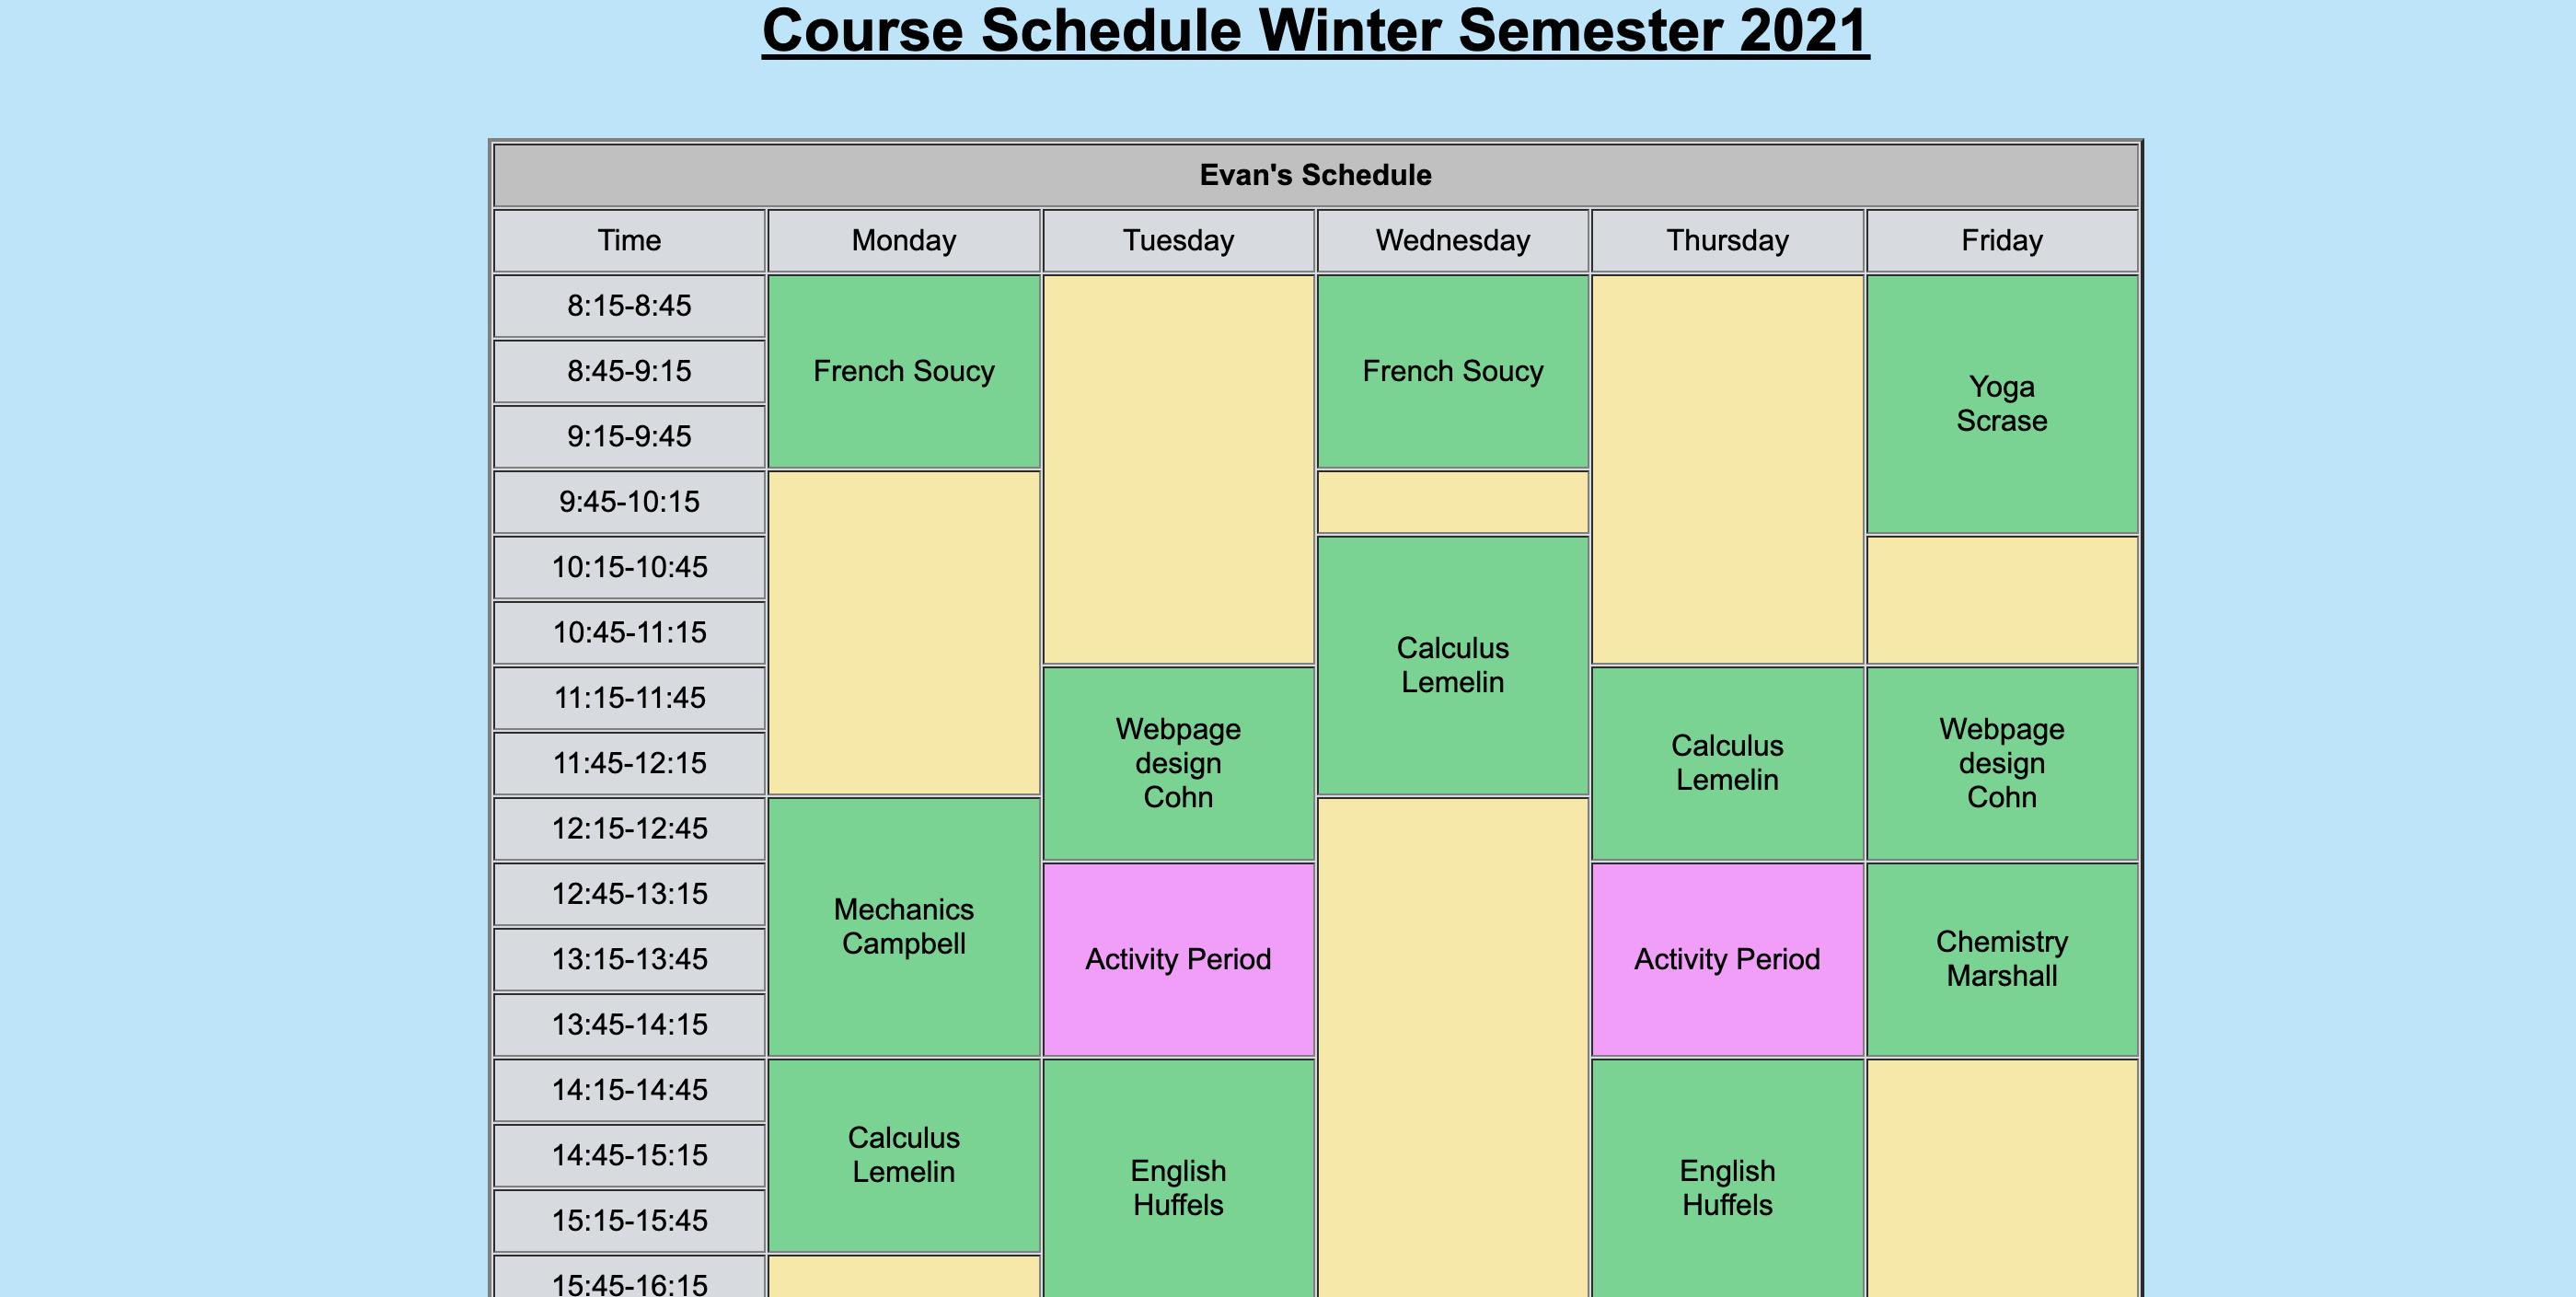 Course Schedule Winter Semester 2021
Evan's Schedule
Time Monday Tuesday Wednesday Thursday Friday
8:15-8:45
8:45-9:15
9:15-9:45
French Soucy
French Soucy
Yoga
Scrase
9:45-10:15
10:15-10:45
10:45-11:15
Calculus
Lemelin
11:15-11:45
11:45-12:15
12:15-12:45
Webpage
design
Cohn
Calculus
Lemelin
Webpage
design
Cohn
12:45-13:15
13:15-13:45
13:45-14:15
Mechanics
Campbell
Activity Period
Activity Period
Chemistry
Marshall
14:15-14:45
14:45-15:15
15:15-15:45
Calculus
Lemelin
English
Huffels
English
Huffels
15:45-16:15